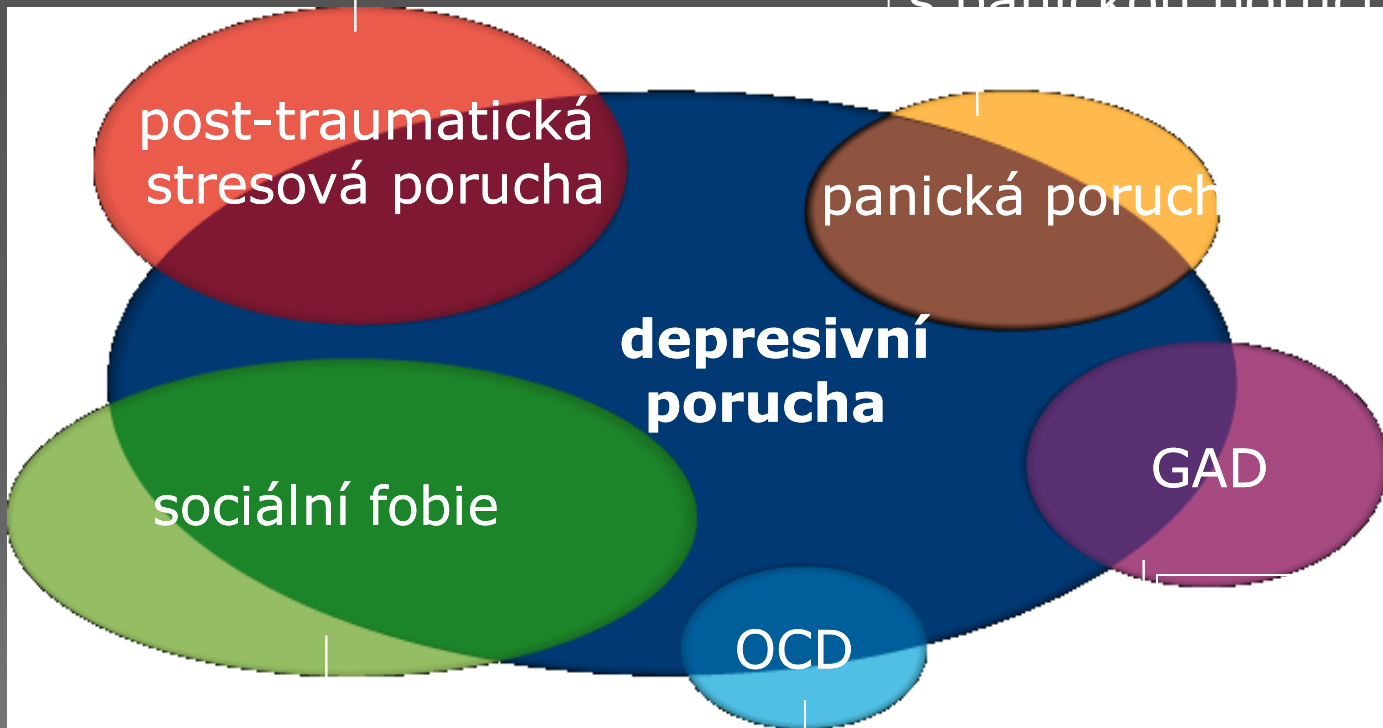 post-traumatická
stresová porucha
panická poruch
depresivní
porucha
GAD
sociální fobie
OCD